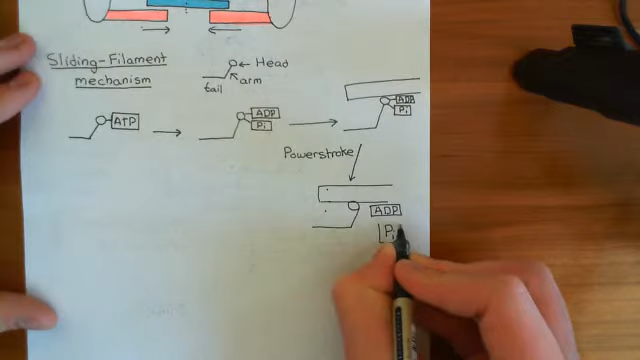 Sliding-Filament
mechanism
Head
arm
tail
ATP
ADP
Pi
ADP
Pi
Powerstroke
ADP
Pi